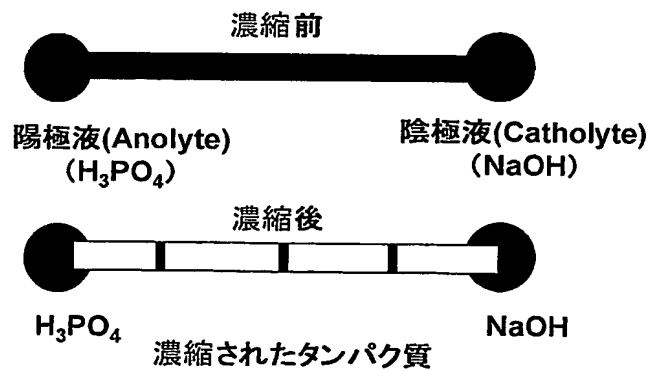 濃縮前
陽極液(Anolyte)
(H₃PO₄)
陰極液(Catholyte)
(NaOH)
濃縮後
H₃PO₄
NaOH
濃縮されたタンパク質